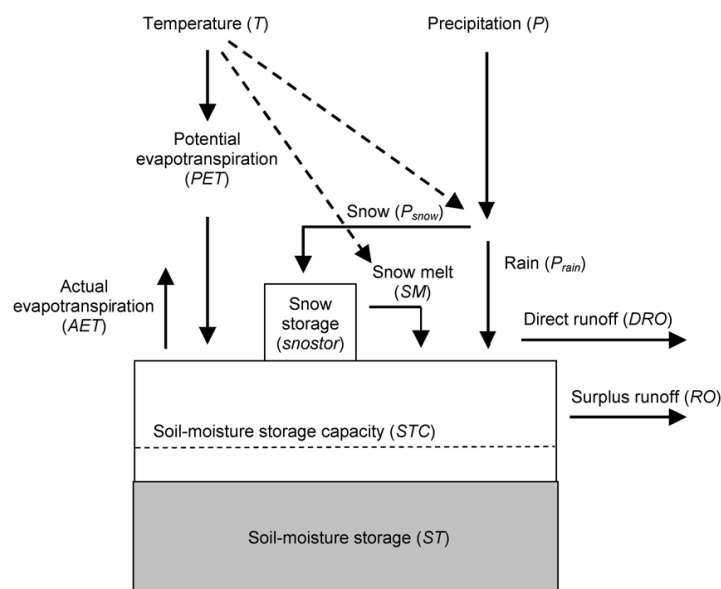 Temperature (T)
Precipitation (P)
Potential
evapotranspiration
(PET)
Snow (Psnow)
Rain (Prain)
Snow melt
(SM)
Actual
evapotranspiration
(AET)
Snow
storage
(snostor)
Direct runoff (DRO)
Surplus runoff (RO)
Soil-moisture storage capacity (STC)
Soil-moisture storage (ST)